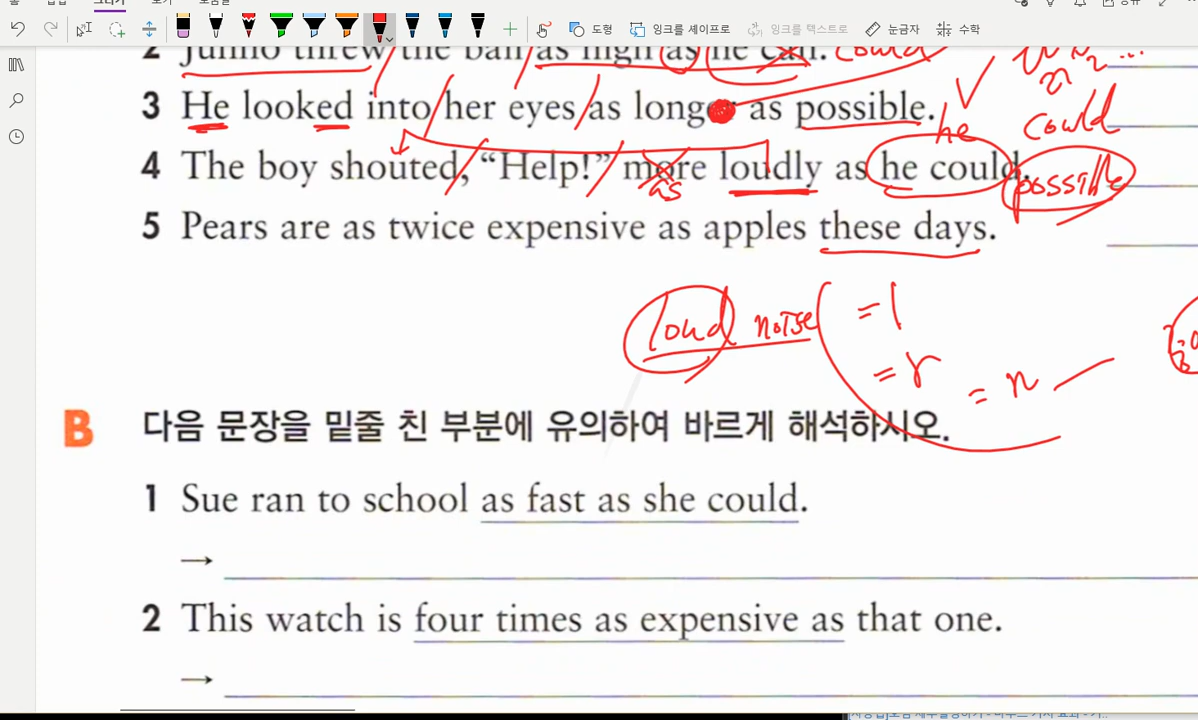 잉크를 셰이프로
잉크를 텍스트로
도형
눈금자
수학
2 Junho threw the ball as high as he can. could
3 He looked into her eyes as long as possible. he could
4 The boy shouted, “Help!” more loudly as he could. possible
as
5 Pears are as twice expensive as apples these days.
loud noise = l
= r
= n
B 다음 문장을 밑줄 친 부분에 유의하여 바르게 해석하시오.
1 Sue ran to school as fast as she could.
→
2 This watch is four times as expensive as that one.
→